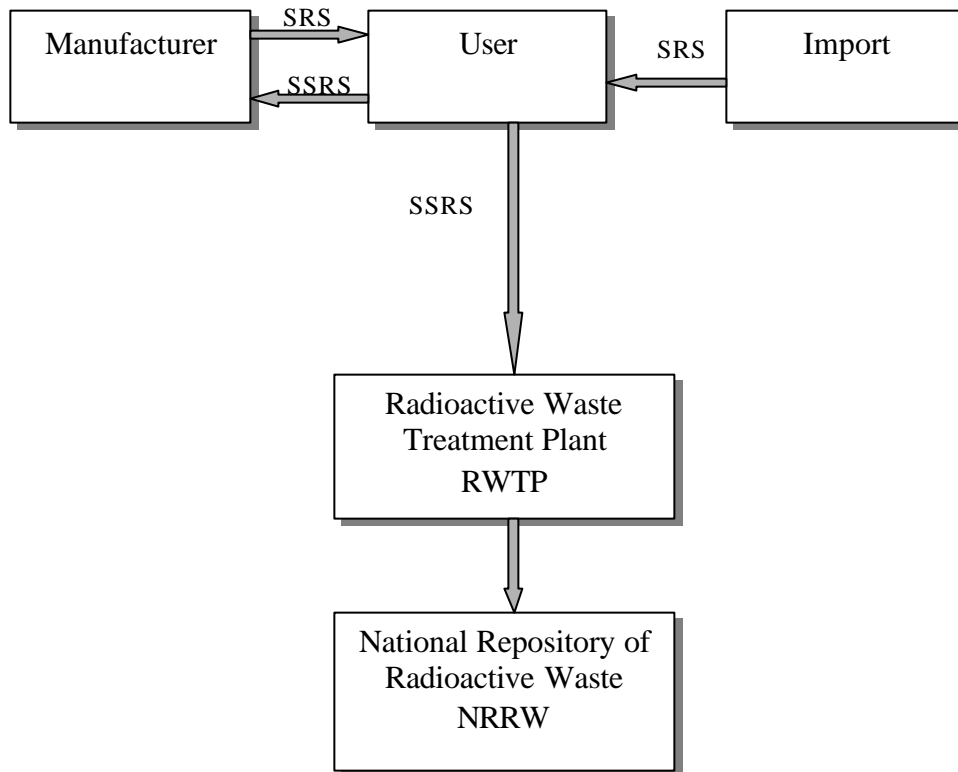 Manufacturer
SRS
SSRS
User
SRS
Import
SSRS
Radioactive Waste
Treatment Plant
RWTP
National Repository of
Radioactive Waste
NRRW